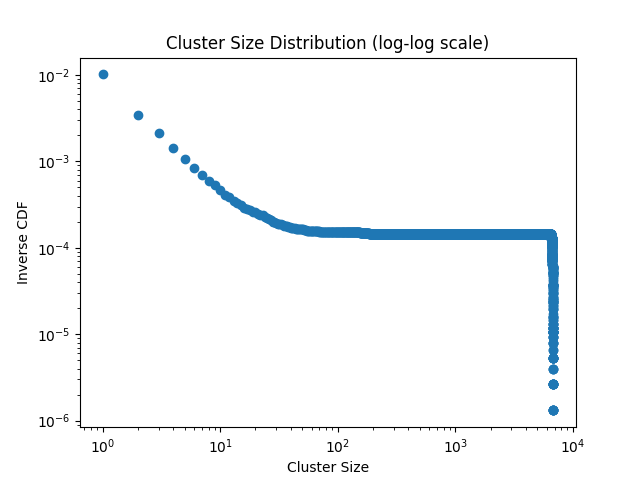 Cluster Size Distribution (log-log scale)
10⁻²
10⁻³
10⁻⁴
10⁻⁵
10⁻⁶
Inverse CDF
10⁰ 10¹ 10² 10³ 10⁴
Cluster Size